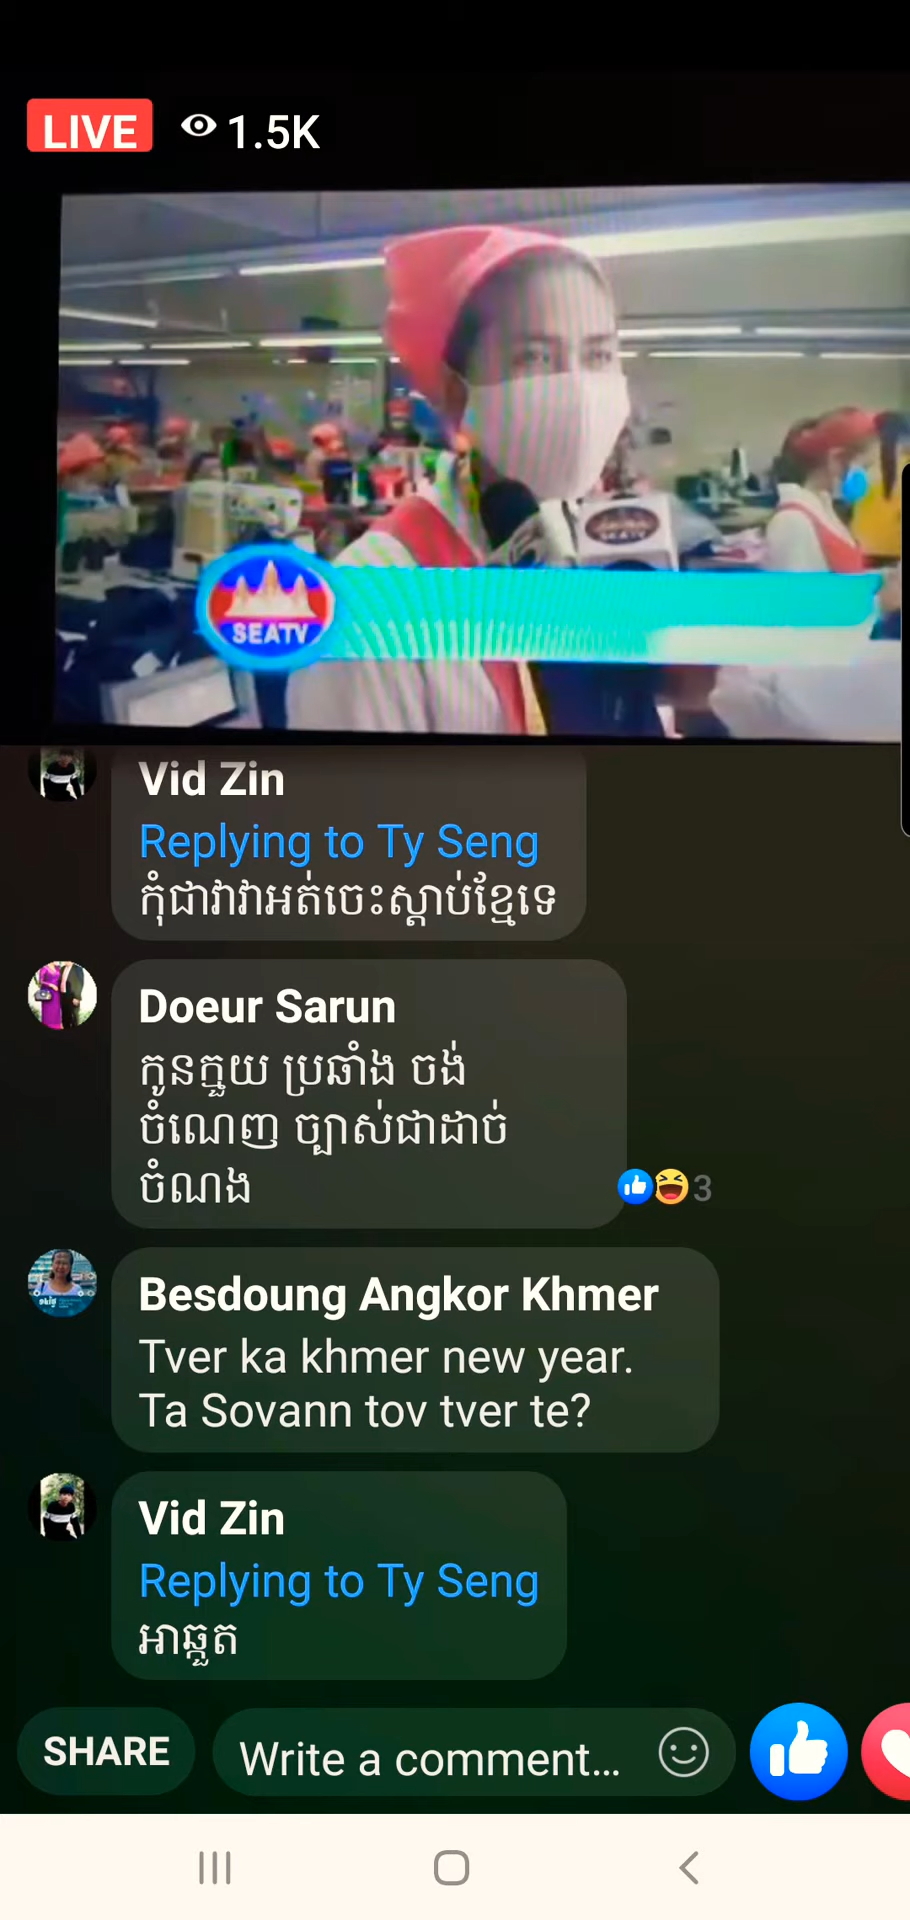 LIVE 1.5K
SEATV
SEATV
Vid Zin
Replying to Ty Seng
កុំជាវាវាអត់ចេះស្តាប់ខ្មែទេ
Doeur Sarun
កូនក្មួយ ប្រឆាំង ចង់
ចំណេញ ច្បាស់ជាដាច់
ចំណង
3
Besdoung Angkor Khmer
Tver ka khmer new year.
Ta Sovann tov tver te?
Vid Zin
Replying to Ty Seng
អាឆ្កួត
SHARE Write a comment...